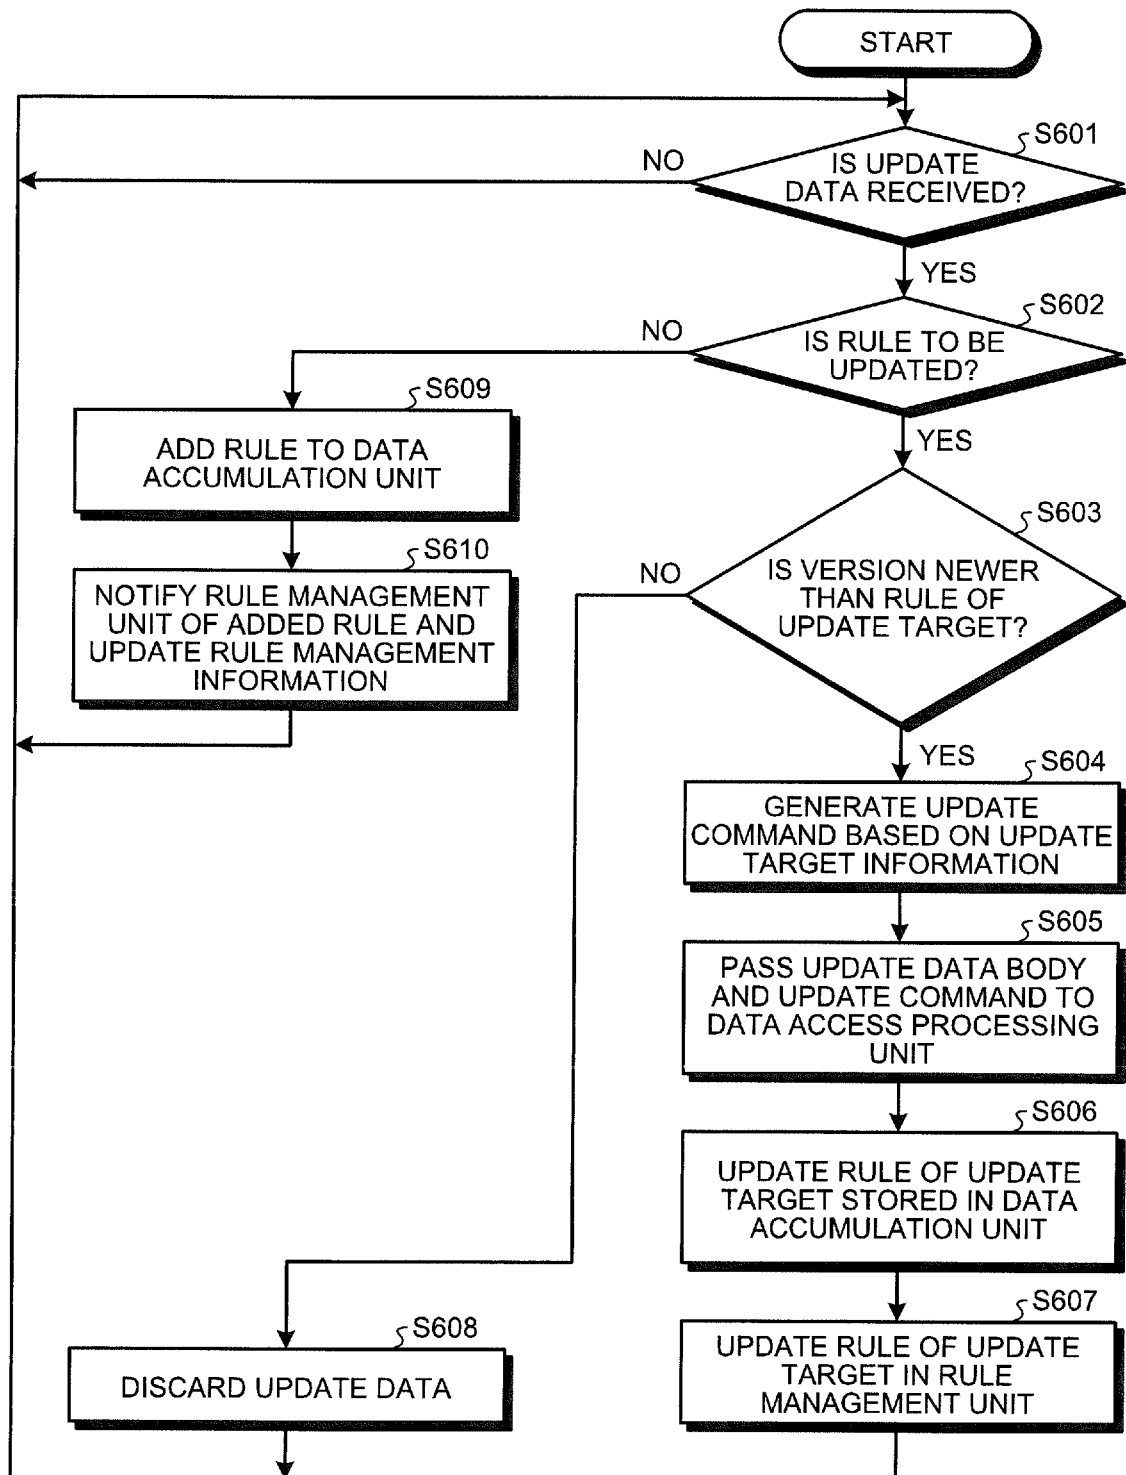 START
S601
NO
IS UPDATE
DATA RECEIVED?
YES
S602
NO
IS RULE TO BE
UPDATED?
YES
S609
ADD RULE TO DATA
ACCUMULATION UNIT
S610
NOTIFY RULE MANAGEMENT
UNIT OF ADDED RULE AND
UPDATE RULE MANAGEMENT
INFORMATION
S603
NO
IS VERSION NEWER
THAN RULE OF
UPDATE TARGET?
YES
S604
GENERATE UPDATE
COMMAND BASED ON UPDATE
TARGET INFORMATION
S605
PASS UPDATE DATA BODY
AND UPDATE COMMAND TO
DATA ACCESS PROCESSING
UNIT
S606
UPDATE RULE OF UPDATE
TARGET STORED IN DATA
ACCUMULATION UNIT
S607
UPDATE RULE OF UPDATE
TARGET IN RULE
MANAGEMENT UNIT
S608
DISCARD UPDATE DATA